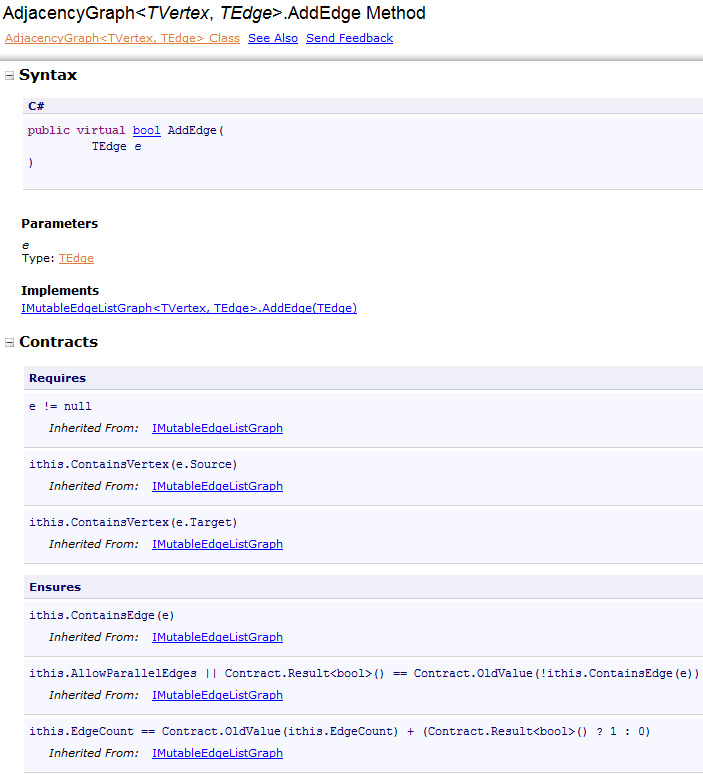 AdjacencyGraph<TVertex, TEdge>.AddEdge Method
AdjacencyGraph<TVertex, TEdge> Class See Also Send Feedback
Syntax
C#
public virtual bool AddEdge(
TEdge e
)
Parameters
e
Type: TEdge
Implements
IMutableEdgeListGraph<TVertex, TEdge>.AddEdge(TEdge)
Contracts
Requires
e != null
Inherited From: IMutableEdgeListGraph
ithis.ContainsVertex(e.Source)
Inherited From: IMutableEdgeListGraph
ithis.ContainsVertex(e.Target)
Inherited From: IMutableEdgeListGraph
Ensures
ithis.ContainsEdge(e)
Inherited From: IMutableEdgeListGraph
ithis.AllowParallelEdges || Contract.Result<bool>() == Contract.OldValue(!ithis.ContainsEdge(e))
Inherited From: IMutableEdgeListGraph
ithis.EdgeCount == Contract.OldValue(ithis.EdgeCount) + (Contract.Result<bool>() ? 1 : 0)
Inherited From: IMutableEdgeListGraph